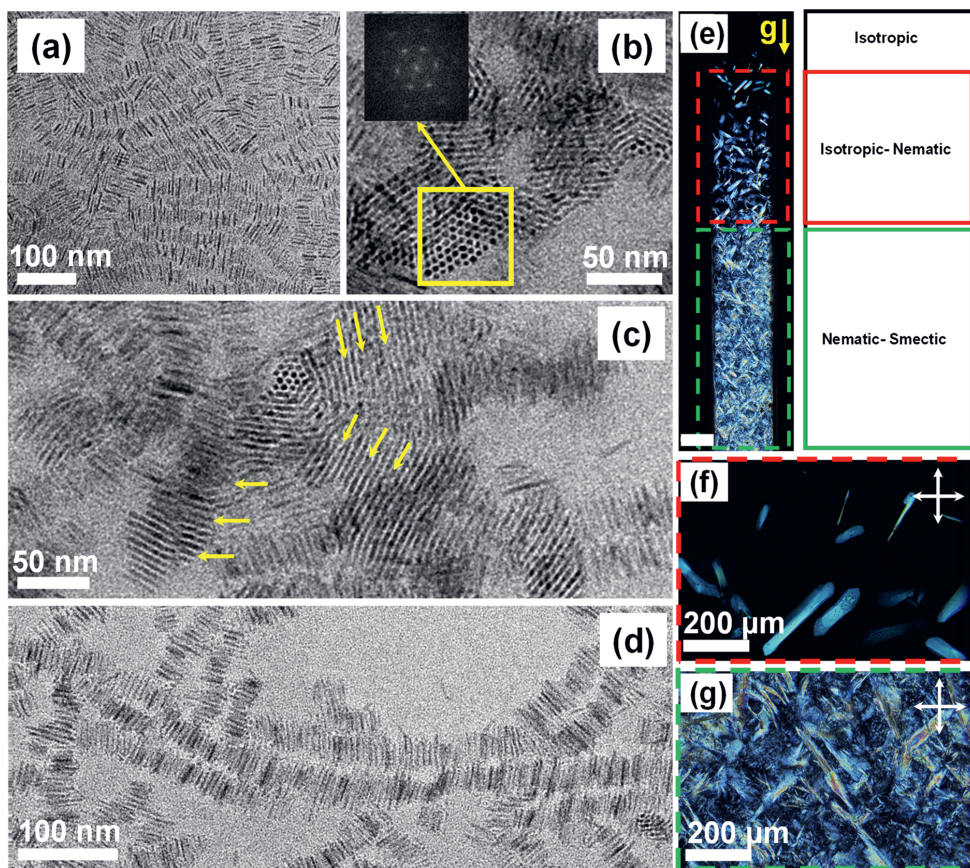 (a)
100 nm
(b)
50 nm
(c)
50 nm
(d)
100 nm
(e)
g
Isotropic
Isotropic- Nematic
Nematic- Smectic
(f)
200 µm
(g)
200 µm